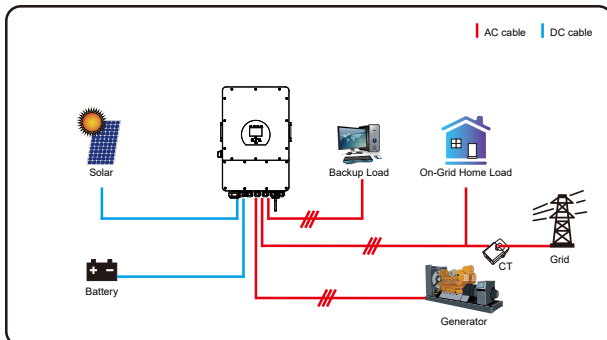 AC cable
DC cable
Solar
Backup Load
On-Grid Home Load
CT
Grid
Battery
Generator